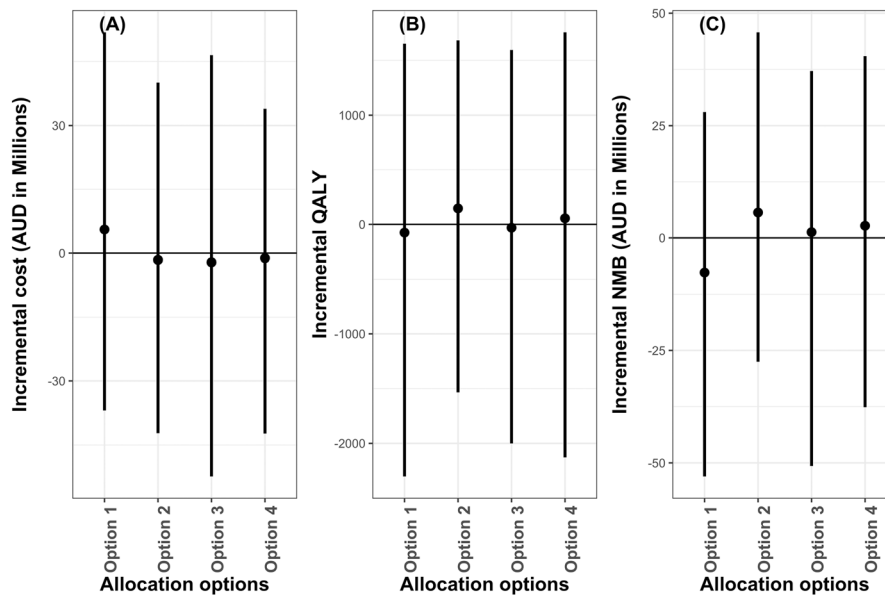 (A)
Incremental cost (AUD in Millions)
30
0
-30
Option 1
Option 2
Option 3
Option 4
Allocation options
(B)
Incremental QALY
1000
0
-1000
-2000
Option 1
Option 2
Option 3
Option 4
Allocation options
(C)
Incremental NMB (AUD in Millions)
50
25
0
-25
-50
Option 1
Option 2
Option 3
Option 4
Allocation options